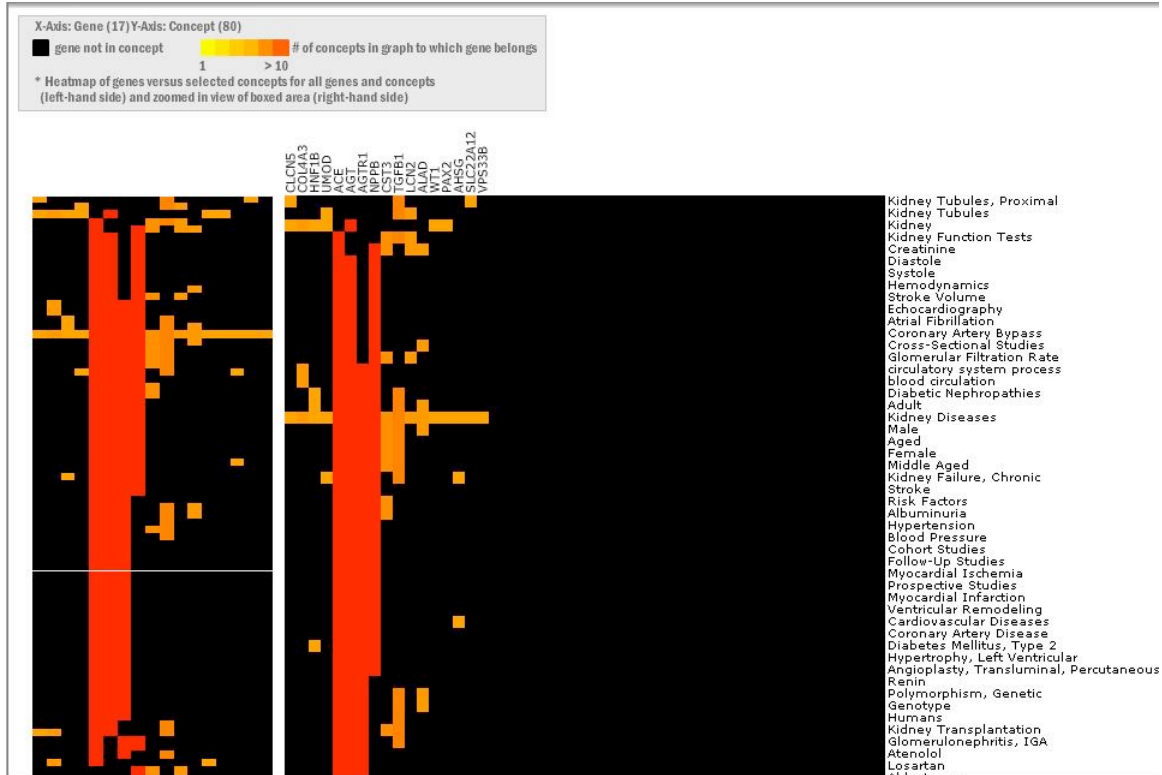 X-Axis: Gene (17) Y-Axis: Concept (80)
gene not in concept
# of concepts in graph to which gene belongs
1 > 10
* Heatmap of genes versus selected concepts for all genes and concepts
(left-hand side) and zoomed in view of boxed area (right-hand side)
CLCN5
COL4A3
HNF1B
UMOD
ACE
AGT
AGTR1
NPPB
CST3
TGFB1
LCN2
ALAD
WT1
PAX2
AHSG
SLC22A12
VPS33B
Kidney Tubules, Proximal
Kidney Tubules
Kidney
Kidney Function Tests
Creatinine
Diastole
Systole
Hemodynamics
Stroke Volume
Echocardiography
Atrial Fibrillation
Coronary Artery Bypass
Cross-Sectional Studies
Glomerular Filtration Rate
circulatory system process
blood circulation
Diabetic Nephropathies
Adult
Kidney Diseases
Male
Aged
Female
Middle Aged
Kidney Failure, Chronic
Stroke
Risk Factors
Albuminuria
Hypertension
Blood Pressure
Cohort Studies
Follow-Up Studies
Myocardial Ischemia
Prospective Studies
Myocardial Infarction
Ventricular Remodeling
Cardiovascular Diseases
Coronary Artery Disease
Diabetes Mellitus, Type 2
Hypertrophy, Left Ventricular
Angioplasty, Transluminal, Percutaneous
Renin
Polymorphism, Genetic
Genotype
Humans
Kidney Transplantation
Glomerulonephritis, IGA
Atenolol
Losartan